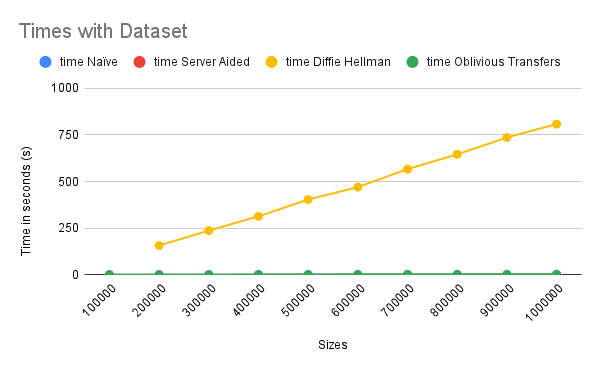 Times with Dataset
time Naïve time Server Aided time Diffie Hellman time Oblivious Transfers
1000
750
500
250
0
Time in seconds (s)
100000 200000 300000 400000 500000 600000 700000 800000 900000 1000000
Sizes